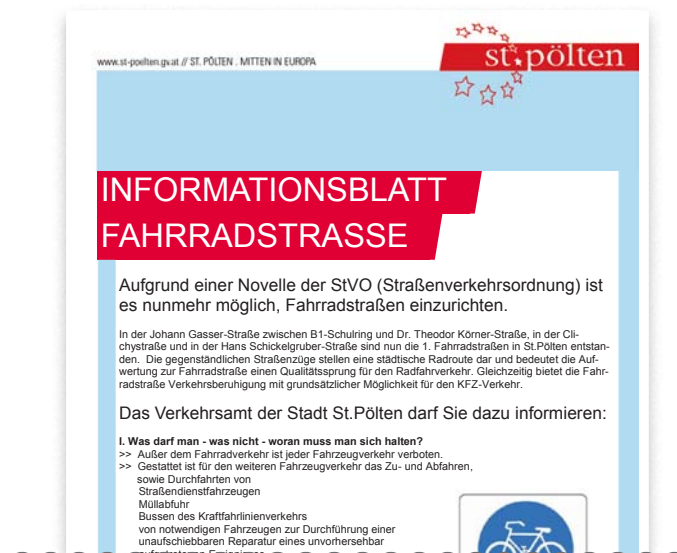 www.st-poelten.gv.at // ST. PÖLTEN . MITTEN IN EUROPA
st.pölten
INFORMATIONSBLATT
FAHRRADSTRASSE
Aufgrund einer Novelle der StVO (Straßenverkehrsordnung) ist
es nunmehr möglich, Fahrradstraßen einzurichten.
In der Johann Gasser-Straße zwischen B1-Schulring und Dr. Theodor Körner-Straße, in der Cli-
chystraße und in der Hans Schickelgruber-Straße sind nun die 1. Fahrradstraßen in St.Pölten entstan-
den. Die gegenständlichen Straßenzüge stellen eine städtische Radroute dar und bedeutet die Auf-
wertung zur Fahrradstraße einen Qualitätssprung für den Radfahrverkehr. Gleichzeitig bietet die Fahr-
radstraße Verkehrsberuhigung mit grundsätzlicher Möglichkeit für den KFZ-Verkehr.
Das Verkehrsamt der Stadt St.Pölten darf Sie dazu informieren:
I. Was darf man - was nicht - woran muss man sich halten?
>> Außer dem Fahrradverkehr ist jeder Fahrzeugverkehr verboten.
>> Gestattet ist für den weiteren Fahrzeugverkehr das Zu- und Abfahren,
sowie Durchfahrten von
Straßendienstfahrzeugen
Müllabfuhr
Bussen des Kraftfahrlinienverkehrs
von notwendigen Fahrzeugen zur Durchführung einer
unaufschiebbaren Reparatur eines unvorhersehbar